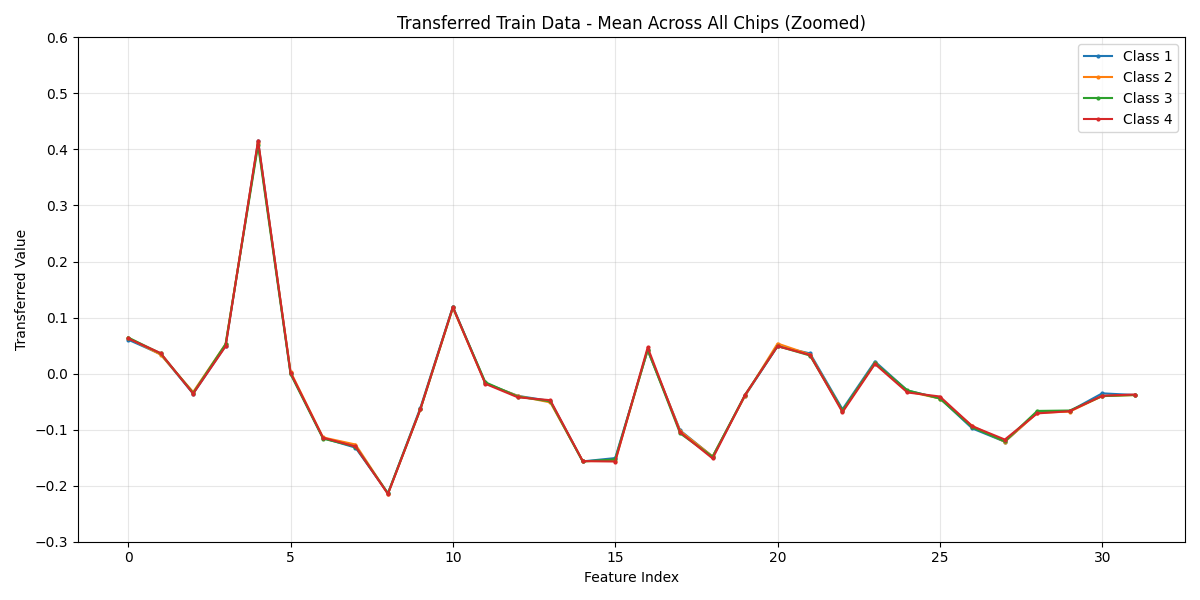 Transferred Train Data - Mean Across All Chips (Zoomed)
Transferred Value
0.6
0.5
0.4
0.3
0.2
0.1
0.0
−0.1
−0.2
−0.3
Class 1
Class 2
Class 3
Class 4
0 5 10 15 20 25 30
Feature Index